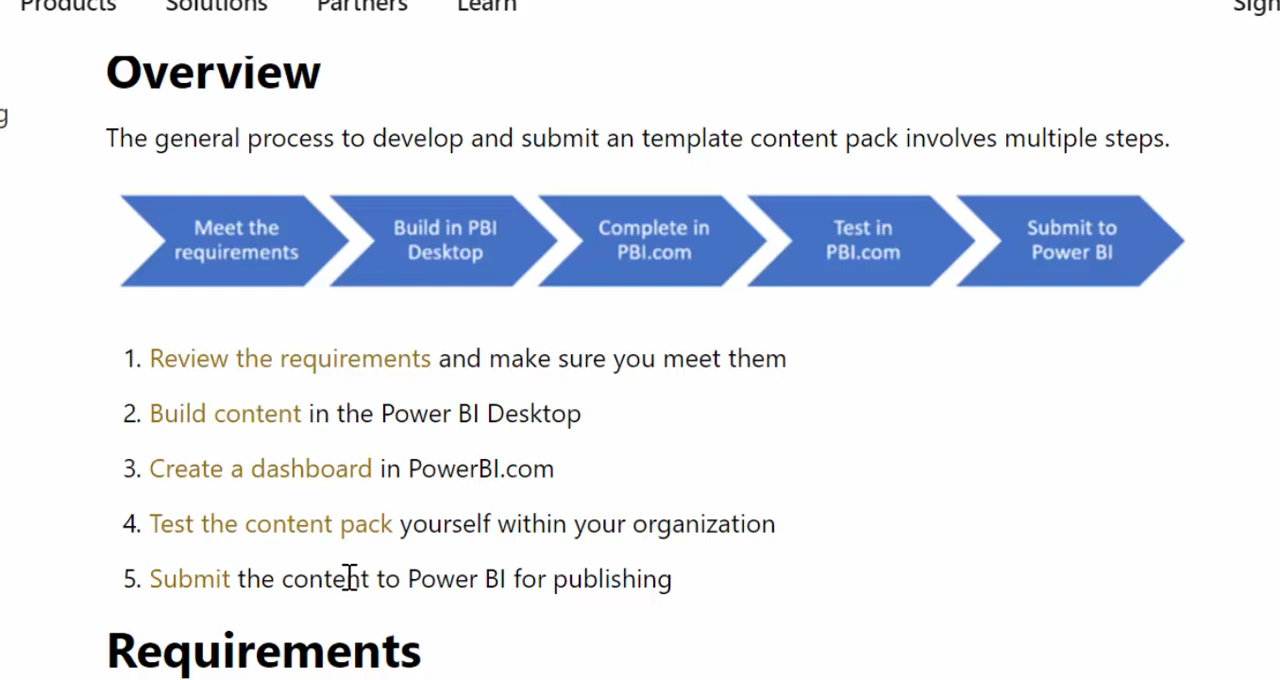 Products Solutions Partners Learn Sign
Overview
g
The general process to develop and submit an template content pack involves multiple steps.
Meet the requirements
Build in PBI Desktop
Complete in PBI.com
Test in PBI.com
Submit to Power BI
1. Review the requirements and make sure you meet them
2. Build content in the Power BI Desktop
3. Create a dashboard in PowerBI.com
4. Test the content pack yourself within your organization
5. Submit the content to Power BI for publishing
Requirements